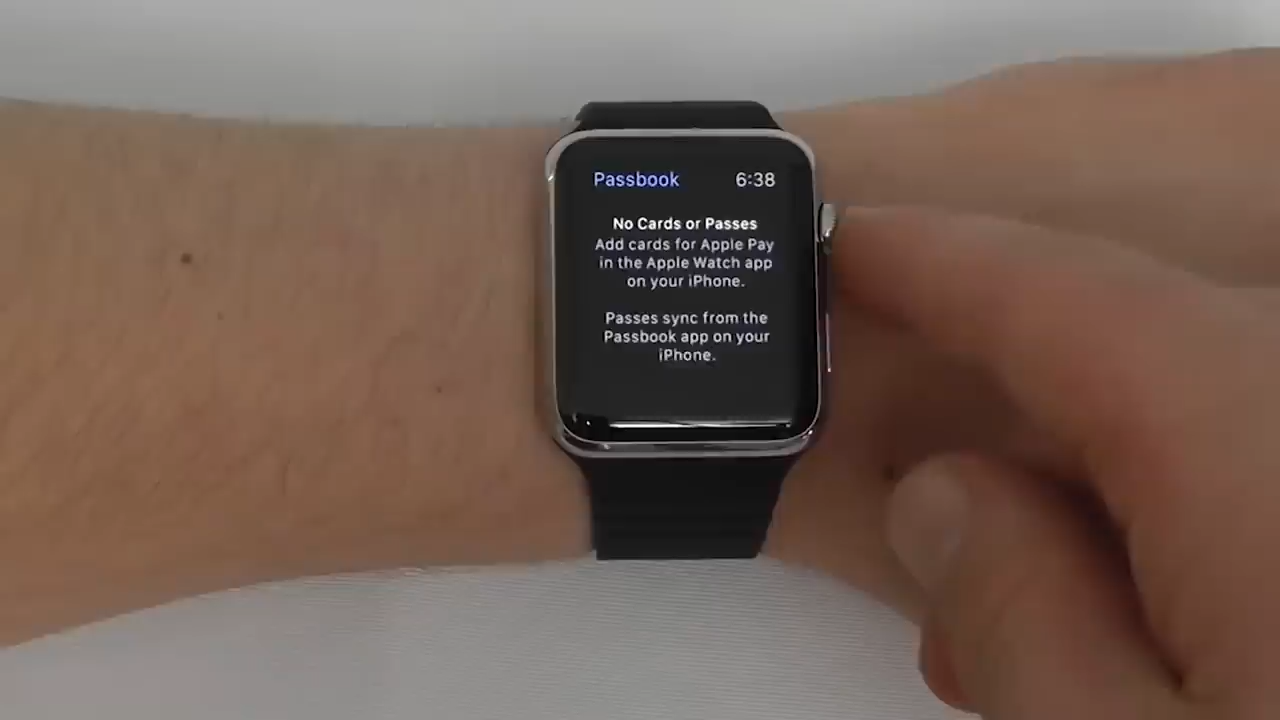 Passbook 6:38
No Cards or Passes
Add cards for Apple Pay
in the Apple Watch app
on your iPhone.
Passes sync from the
Passbook app on your
iPhone.